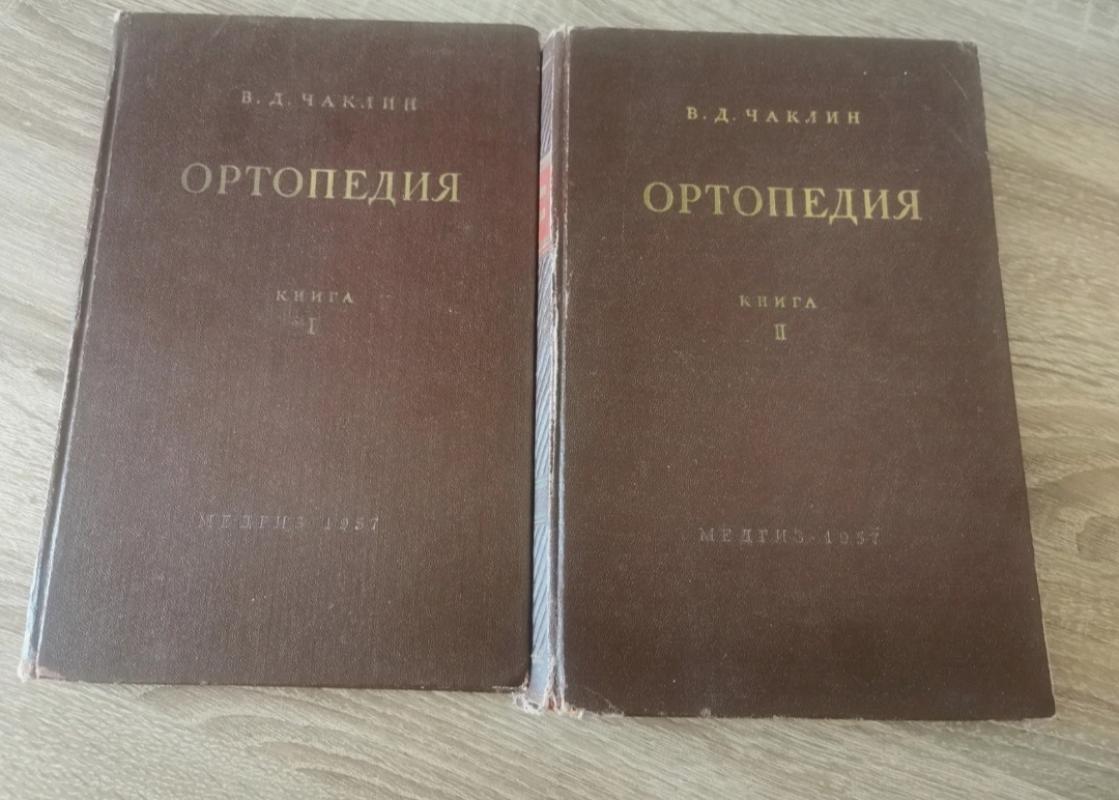 В. Д. ЧАКЛИН
ОРТОПЕДИЯ
КНИГА
I
МЕДГИЗ-1957
В. Д. ЧАКЛИН
ОРТОПЕДИЯ
КНИГА
II
МЕДГИЗ-1957